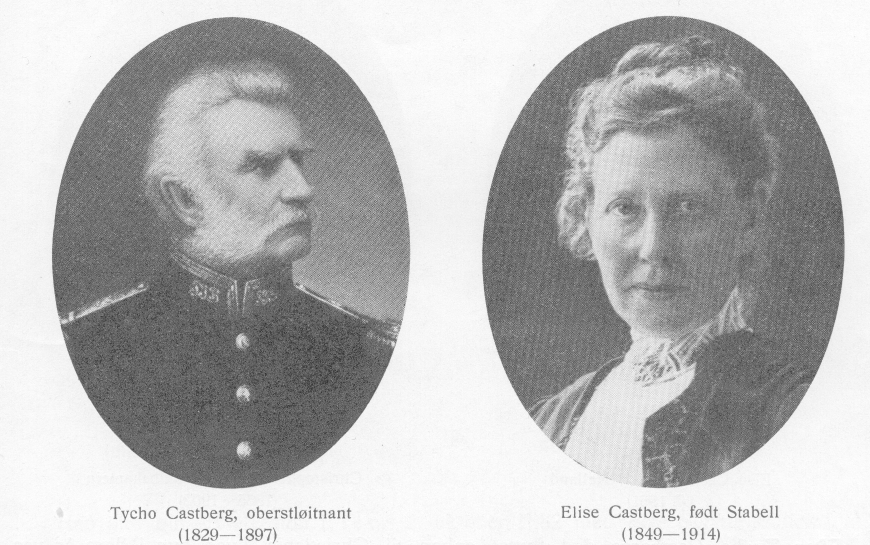 Tycho Castberg, oberstløitnant
(1829—1897)
Elise Castberg, født Stabell
(1849—1914)